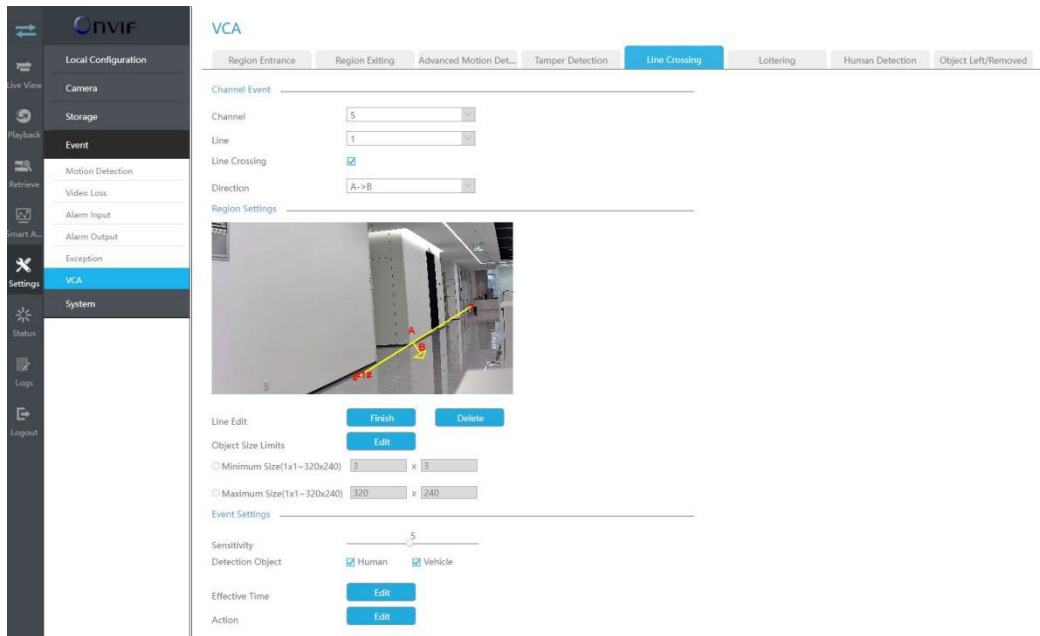 Onvif
Live View
Playback
Retrieve
Smart A...
Settings
Status
Logs
Logout
Local Configuration
Camera
Storage
Event
Motion Detection
Video Loss
Alarm Input
Alarm Output
Exception
VCA
System
VCA
Region Entrance
Region Exiting
Advanced Motion Det...
Tamper Detection
Line Crossing
Loitering
Human Detection
Object Left/Removed
Channel Event
Channel 5
Line 1
Line Crossing
Direction A->B
Region Settings
A
B
Line Edit Finish Delete
Object Size Limits Edit
Minimum Size(1x1~320x240) 3 x 3
Maximum Size(1x1~320x240) 320 x 240
Event Settings
Sensitivity 5
Detection Object Human Vehicle
Effective Time Edit
Action Edit